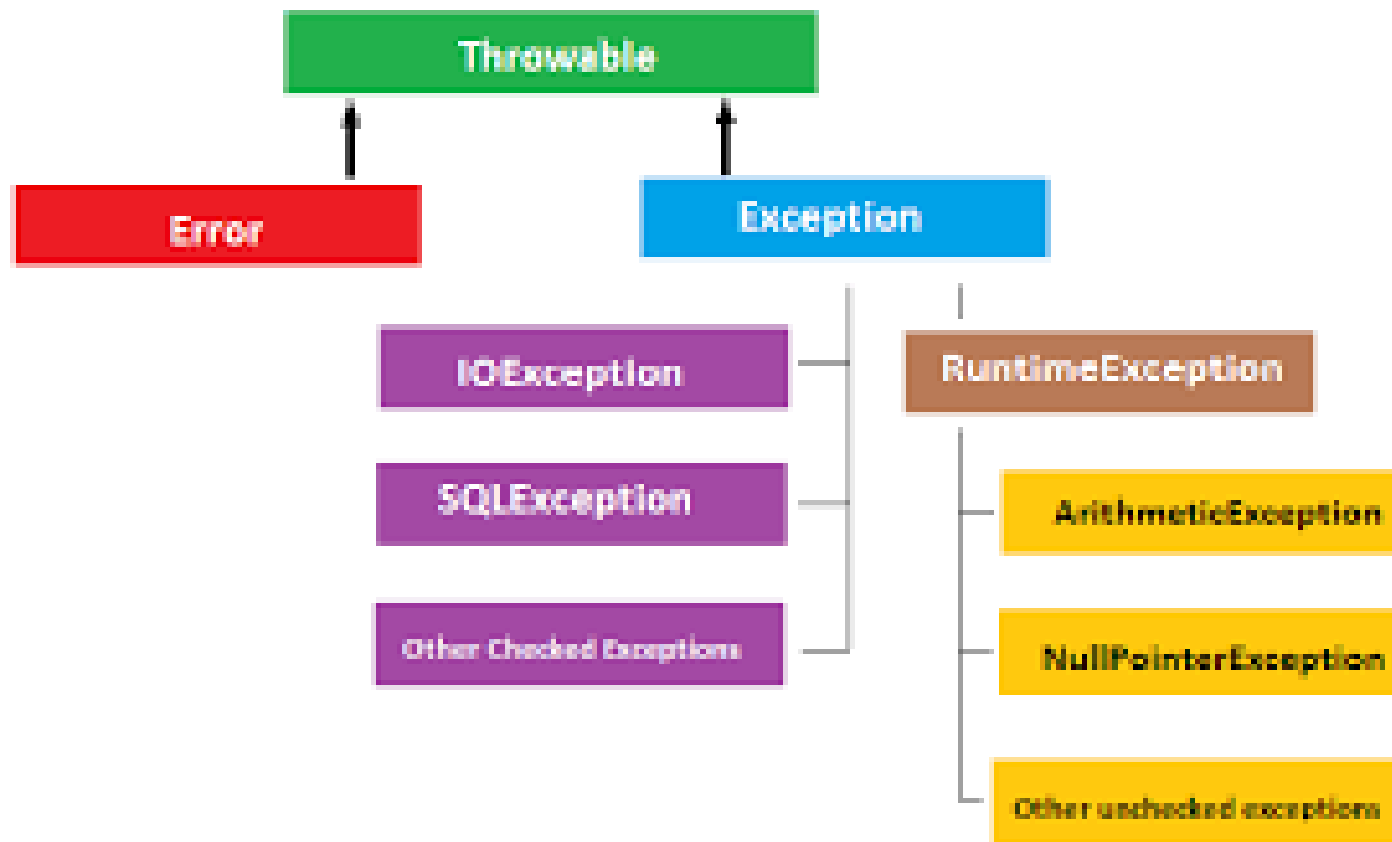 Throwable
Error
Exception
IOException
RuntimeException
SQLException
ArithmeticException
Other Checked Exceptions
NullPointerException
Other unchecked exceptions